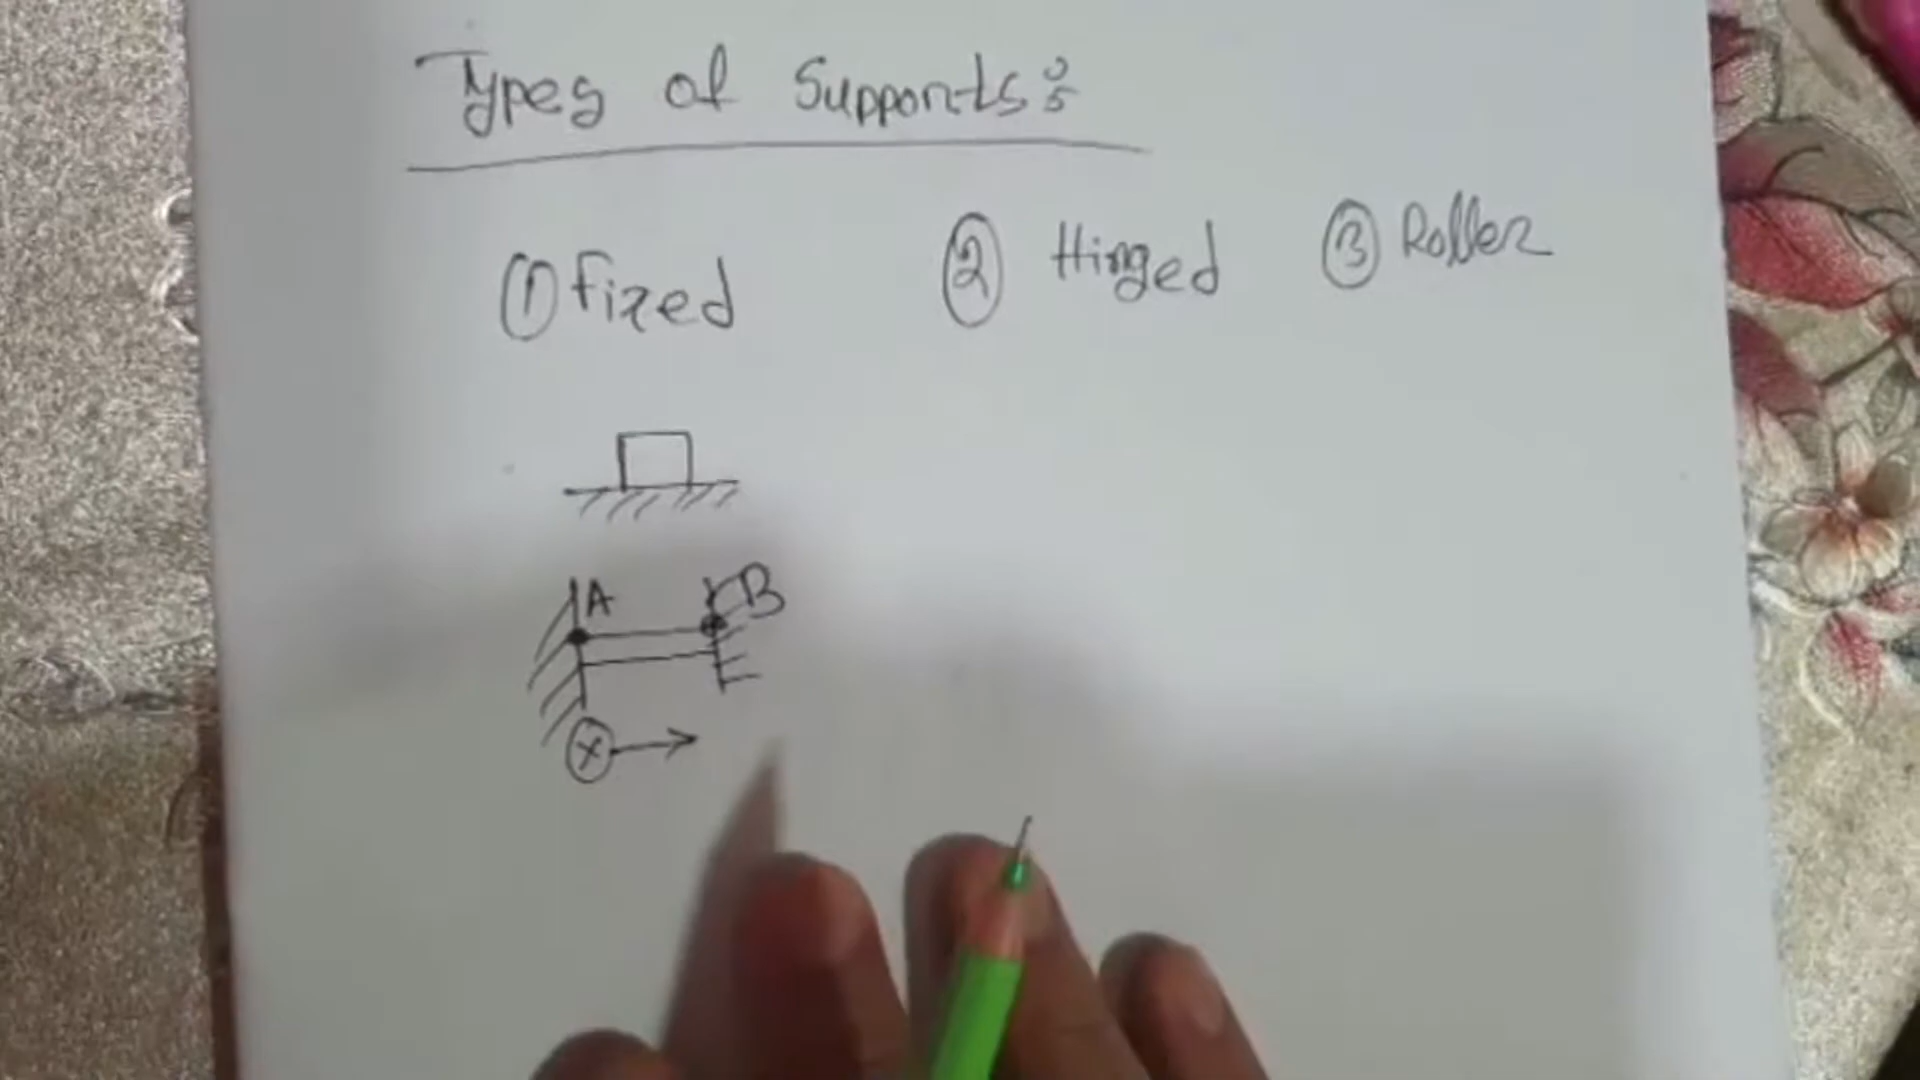 Types of Supports:
① fixed ② Hinged ③ Roller
A B
X